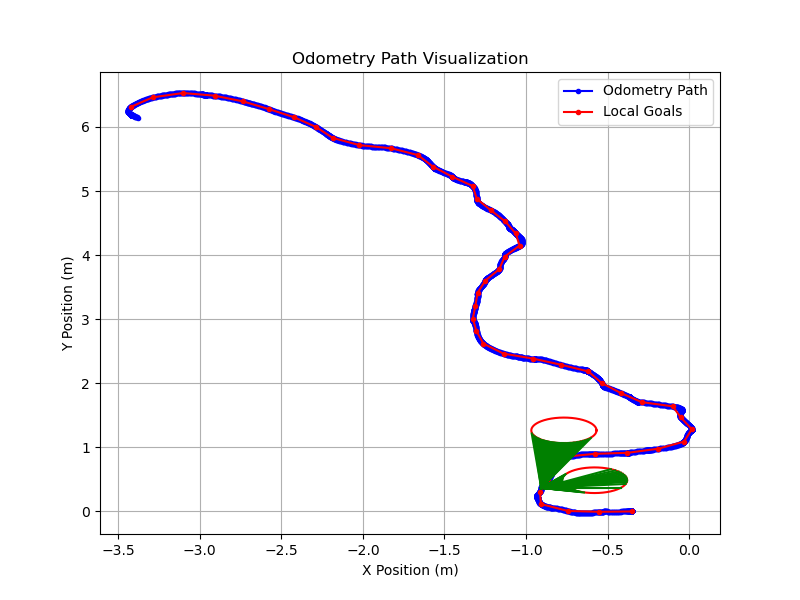 Odometry Path Visualization
Odometry Path
Local Goals
Y Position (m)
6
5
4
3
2
1
0
−3.5 −3.0 −2.5 −2.0 −1.5 −1.0 −0.5 0.0
X Position (m)